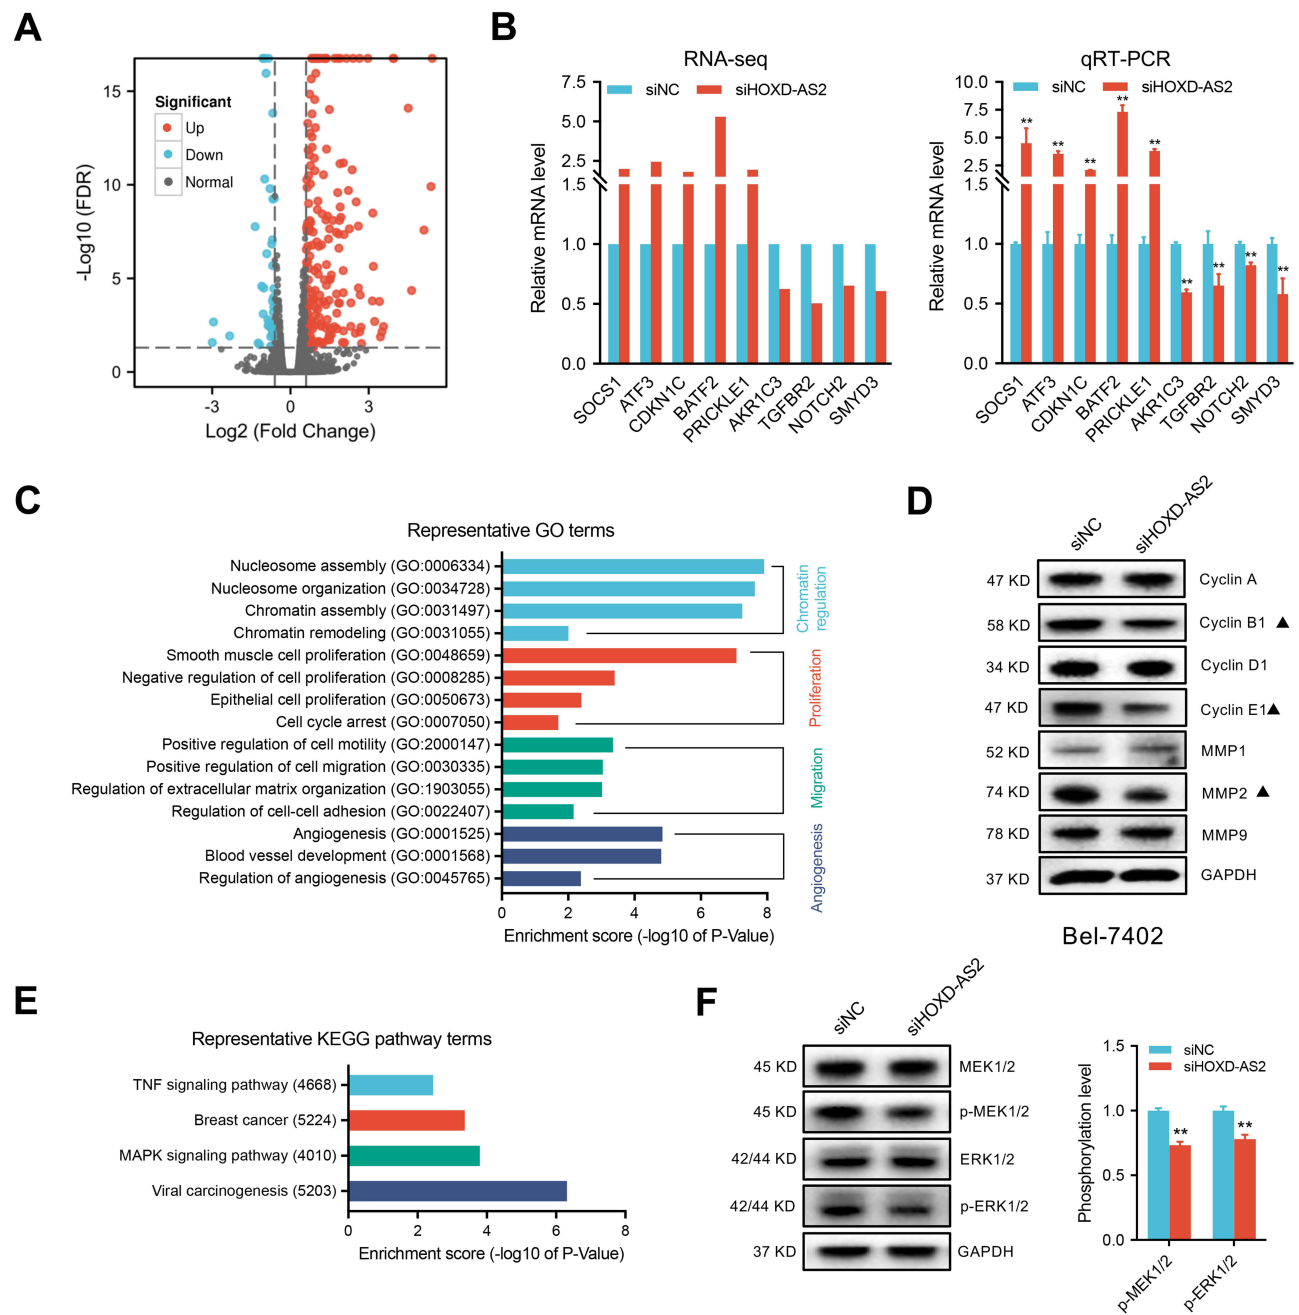 A
Significant
Up
Down
Normal
15
10
5
0
-Log10 (FDR)
-3
0
3
Log2 (Fold Change)
B
RNA-seq
siNC
siHOXD-AS2
7.5
5.0
2.5
1.5
1.0
0.5
0.0
Relative mRNA level
SOCS1
ATF3
CDKN1C
BATF2
PRICKLE1
AKR1C3
TGFBR2
NOTCH2
SMYD3
qRT-PCR
siNC
siHOXD-AS2
10.0
7.5
5.0
2.5
1.5
1.0
0.5
0.0
Relative mRNA level
**
**
**
**
**
**
**
**
**
SOCS1
ATF3
CDKN1C
BATF2
PRICKLE1
AKR1C3
TGFBR2
NOTCH2
SMYD3
C
Representative GO terms
Nucleosome assembly (GO:0006334)
Nucleosome organization (GO:0034728)
Chromatin assembly (GO:0031497)
Chromatin remodeling (GO:0031055)
Smooth muscle cell proliferation (GO:0048659)
Negative regulation of cell proliferation (GO:0008285)
Epithelial cell proliferation (GO:0050673)
Cell cycle arrest (GO:0007050)
Positive regulation of cell motility (GO:2000147)
Positive regulation of cell migration (GO:0030335)
Regulation of extracellular matrix organization (GO:1903055)
Regulation of cell-cell adhesion (GO:0022407)
Angiogenesis (GO:0001525)
Blood vessel development (GO:0001568)
Regulation of angiogenesis (GO:0045765)
Chromatin
regulation
Proliferation
Migration
Angiogenesis
0
2
4
6
8
Enrichment score (-log10 of P-Value)
D
siNC
siHOXD-AS2
47 KD
Cyclin A
58 KD
Cyclin B1 ▲
34 KD
Cyclin D1
47 KD
Cyclin E1▲
52 KD
MMP1
74 KD
MMP2 ▲
78 KD
MMP9
37 KD
GAPDH
Bel-7402
E
Representative KEGG pathway terms
TNF signaling pathway (4668)
Breast cancer (5224)
MAPK signaling pathway (4010)
Viral carcinogenesis (5203)
0
2
4
6
8
Enrichment score (-log10 of P-Value)
F
siNC
siHOXD-AS2
45 KD
MEK1/2
45 KD
p-MEK1/2
42/44 KD
ERK1/2
42/44 KD
p-ERK1/2
37 KD
GAPDH
siNC
siHOXD-AS2
1.5
1.0
0.5
0.0
Phosphorylation level
**
**
p-MEK1/2
p-ERK1/2